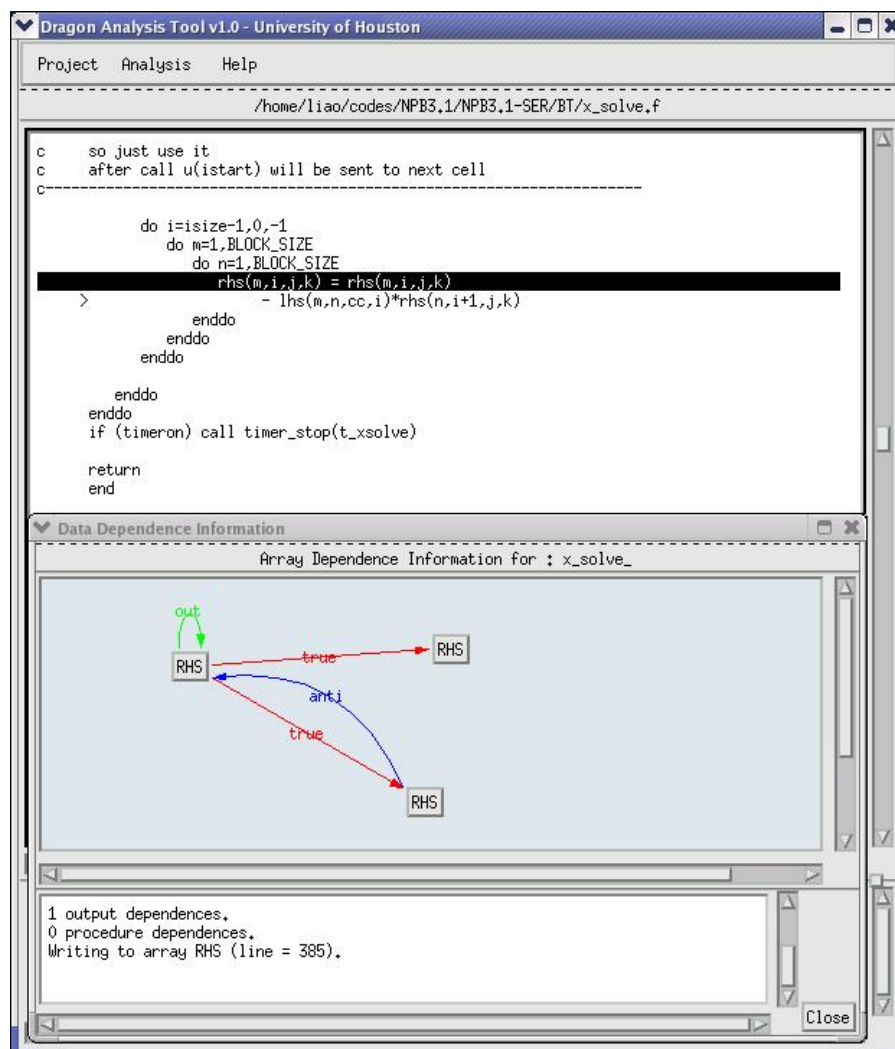 Dragon Analysis Tool v1.0 - University of Houston
Project Analysis Help
/home/liao/codes/NPB3.1/NPB3.1-SER/BT/x_solve.f
c so just use it
c after call u(istart) will be sent to next cell
c---------------------------------------------------------------------
do i=isize-1,0,-1
do m=1,BLOCK_SIZE
do n=1,BLOCK_SIZE
rhs(m,i,j,k) = rhs(m,i,j,k)
> - lhs(m,n,cc,i)*rhs(n,i+1,j,k)
enddo
enddo
enddo
enddo
enddo
if (timeron) call timer_stop(t_xsolve)
return
end
Data Dependence Information
Array Dependence Information for : x_solve_
out
RHS
true
RHS
anti
true
RHS
1 output dependences.
0 procedure dependences.
Writing to array RHS (line = 385).
Close